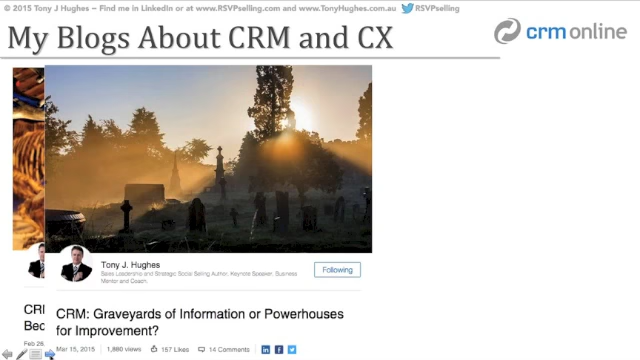 © 2015 Tony J Hughes ~ Find me in LinkedIn or at www.RSVPselling.com and www.TonyHughes.com.au RSVPselling
My Blogs About CRM and CX
crmonline
Tony J. Hughes
Sales Leadership and Strategic Social Selling Author, Keynote Speaker, Business
Mentor and Coach.
Following
CRI
Bec
Feb 26
CRM: Graveyards of Information or Powerhouses
for Improvement?
Mar 15, 2015 1,880 views 157 Likes 14 Comments